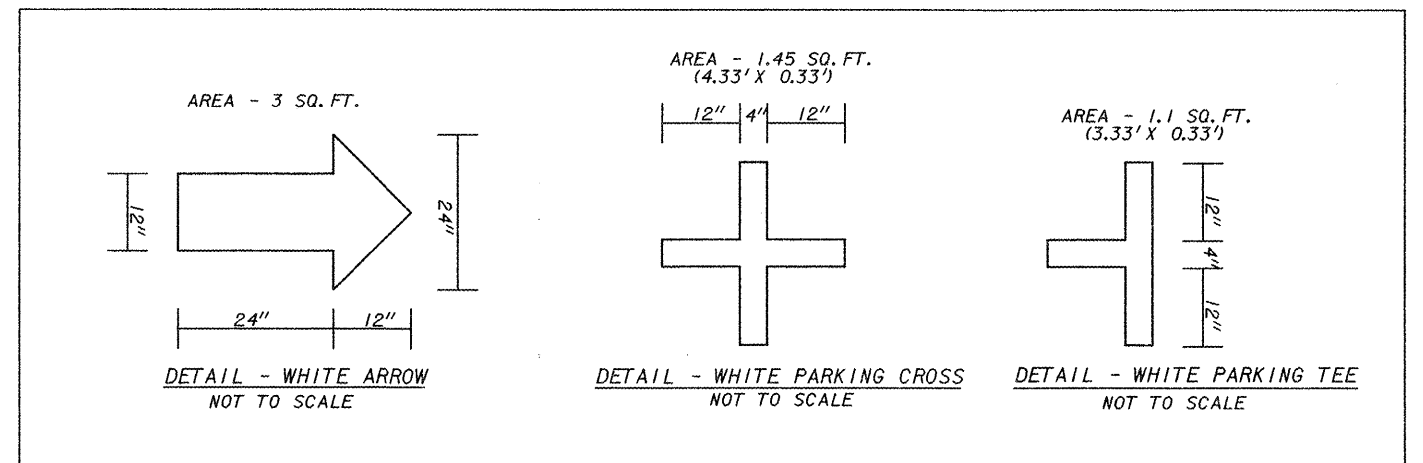 AREA - 3 SQ. FT.
12"
24"
24"
12"
DETAIL - WHITE ARROW
NOT TO SCALE
AREA - 1.45 SQ. FT.
(4.33' X 0.33')
12"
4"
12"
DETAIL - WHITE PARKING CROSS
NOT TO SCALE
AREA - 1.1 SQ. FT.
(3.33' X 0.33')
12"
4"
12"
DETAIL - WHITE PARKING TEE
NOT TO SCALE